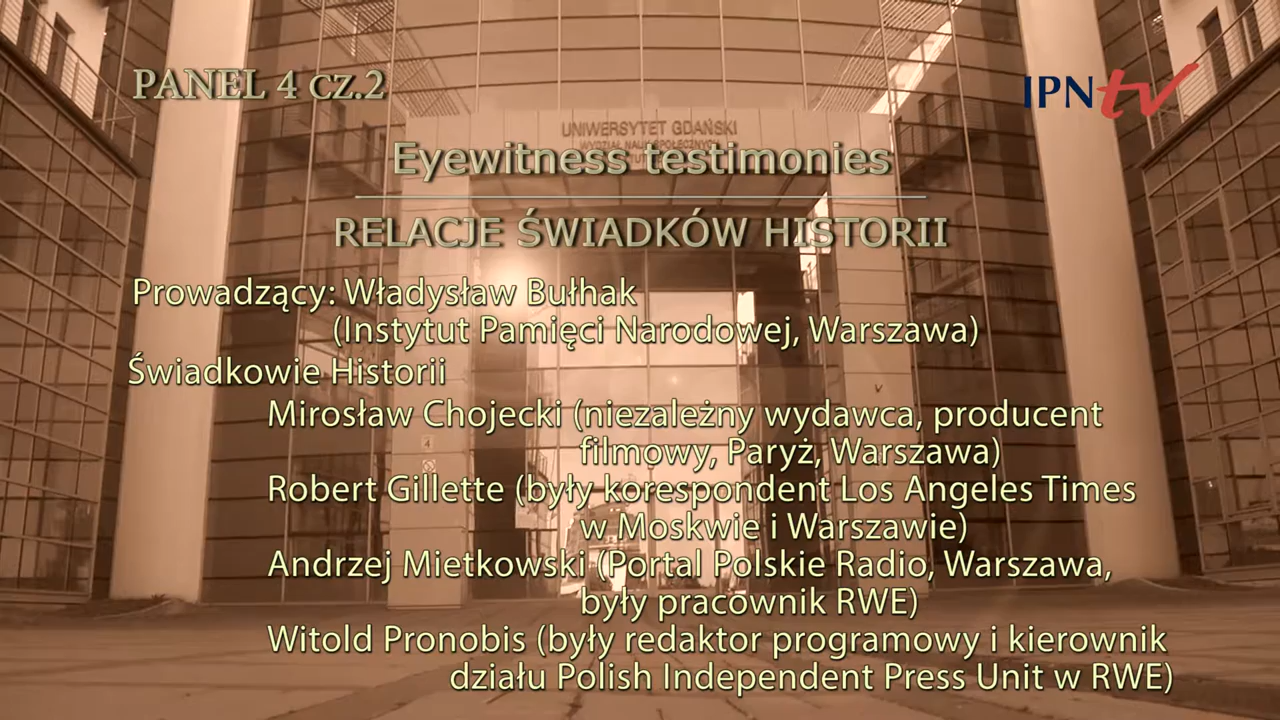 PANEL 4 CZ.2
IPNtv
UNIWERSYTET GDAŃSKI
WYDZIAŁ NAUK SPOŁECZNYCH
Eyewitness testimonies
RELACJE ŚWIADKÓW HISTORII
Prowadzący: Władysław Bułhak
(Instytut Pamięci Narodowej, Warszawa)
Świadkowie Historii
Mirosław Chojecki (niezależny wydawca, producent
filmowy, Paryż, Warszawa)
4
Robert Gillette (były korespondent Los Angeles Times
w Moskwie i Warszawie)
Andrzej Mietkowski (Portal Polskie Radio, Warszawa,
były pracownik RWE)
Witold Pronobis (były redaktor programowy i kierownik
działu Polish Independent Press Unit w RWE)